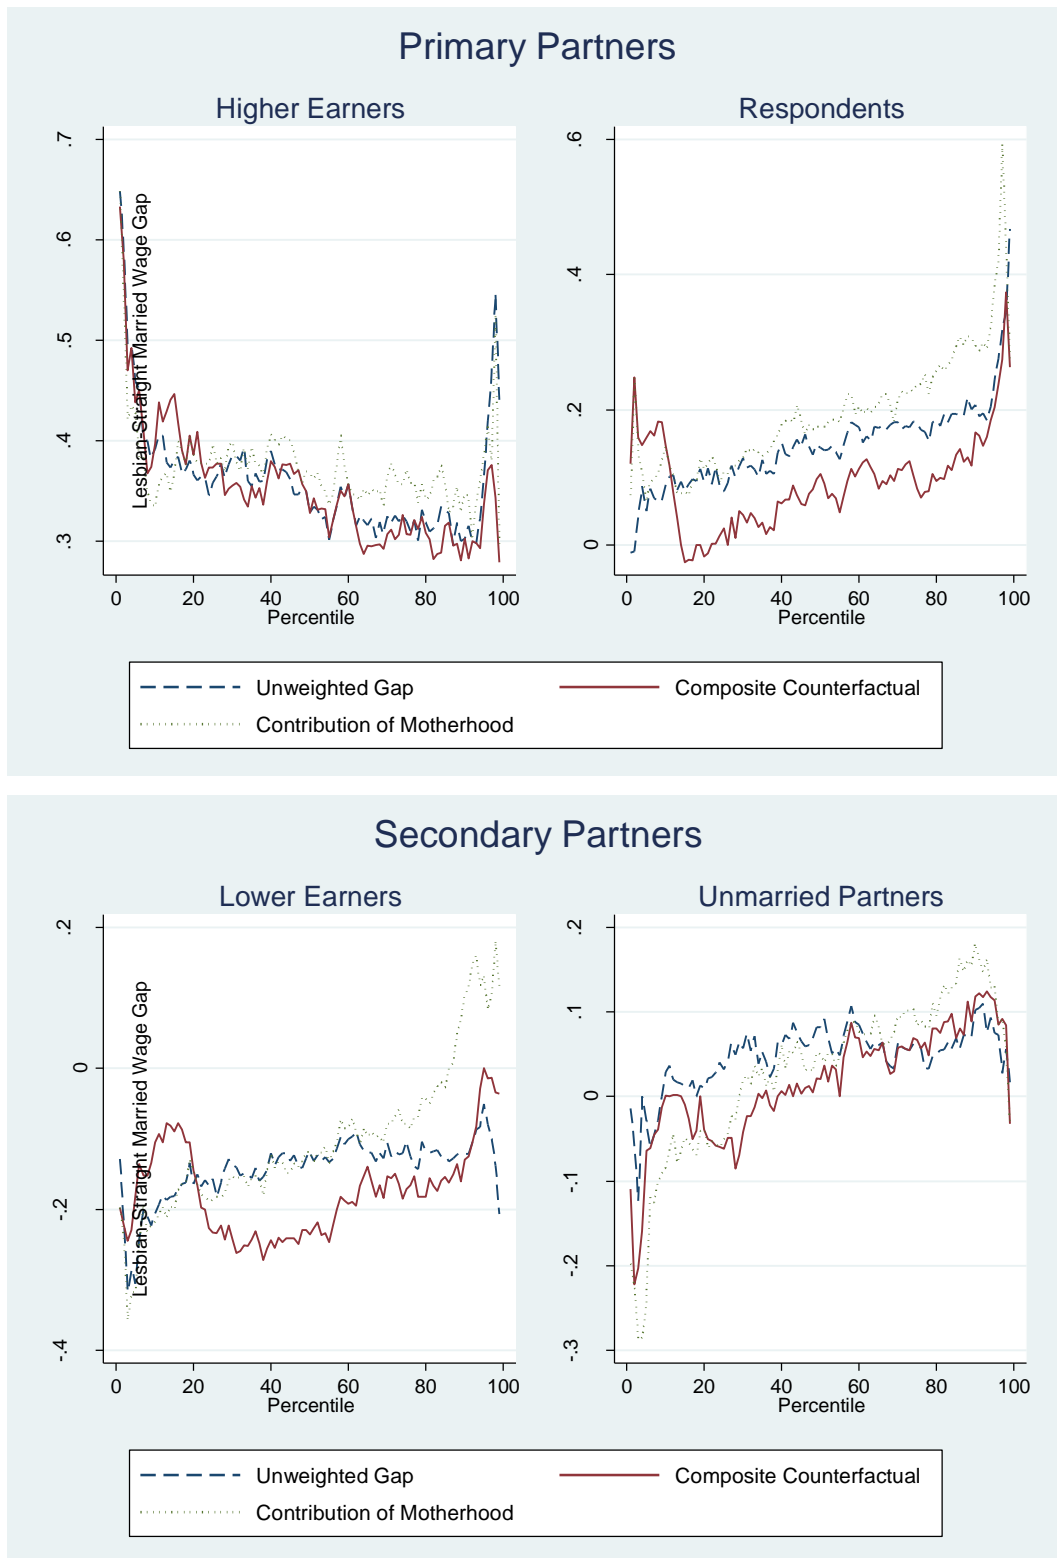 Primary Partners
Higher Earners
Respondents
Lesbian-Straight Married Wage Gap
.7
.6
.5
.4
.3
0 20 40 60 80 100
Percentile
.6
.4
.2
0
0 20 40 60 80 100
Percentile
Unweighted Gap
Composite Counterfactual
Contribution of Motherhood
Secondary Partners
Lower Earners
Unmarried Partners
Lesbian-Straight Married Wage Gap
.2
0
-.2
-.4
0 20 40 60 80 100
Percentile
.2
.1
0
-.1
-.2
-.3
0 20 40 60 80 100
Percentile
Unweighted Gap
Composite Counterfactual
Contribution of Motherhood